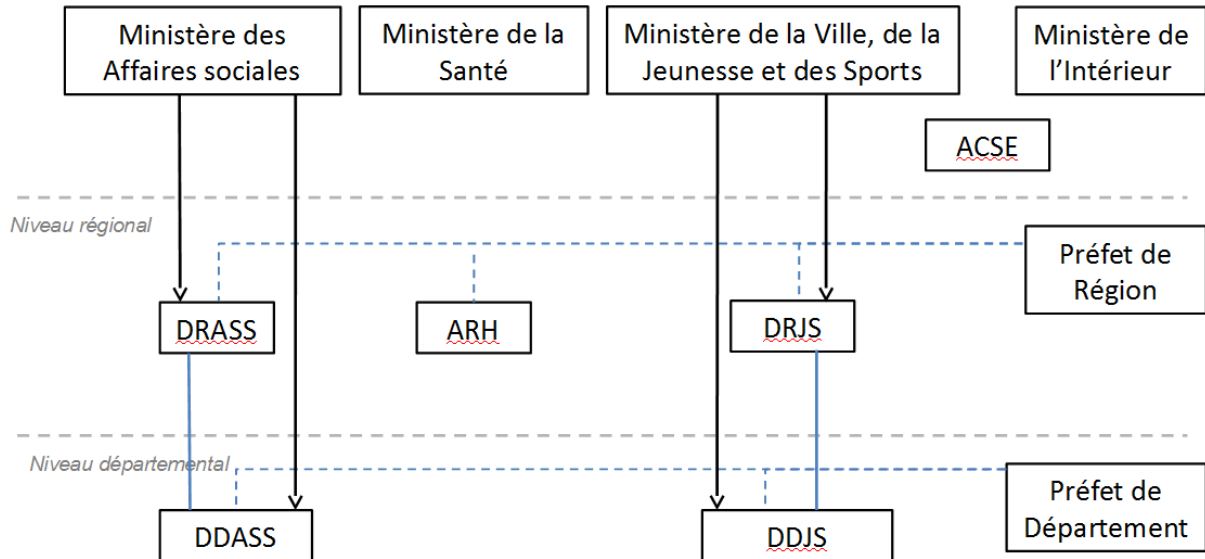 Ministère des
Affaires sociales
Ministère de la
Santé
Ministère de la Ville, de la
Jeunesse et des Sports
Ministère de
l’Intérieur
ACSE
Niveau régional
Préfet de
Région
DRASS
ARH
DRJS
Niveau départemental
Préfet de
Département
DDASS
DDJS